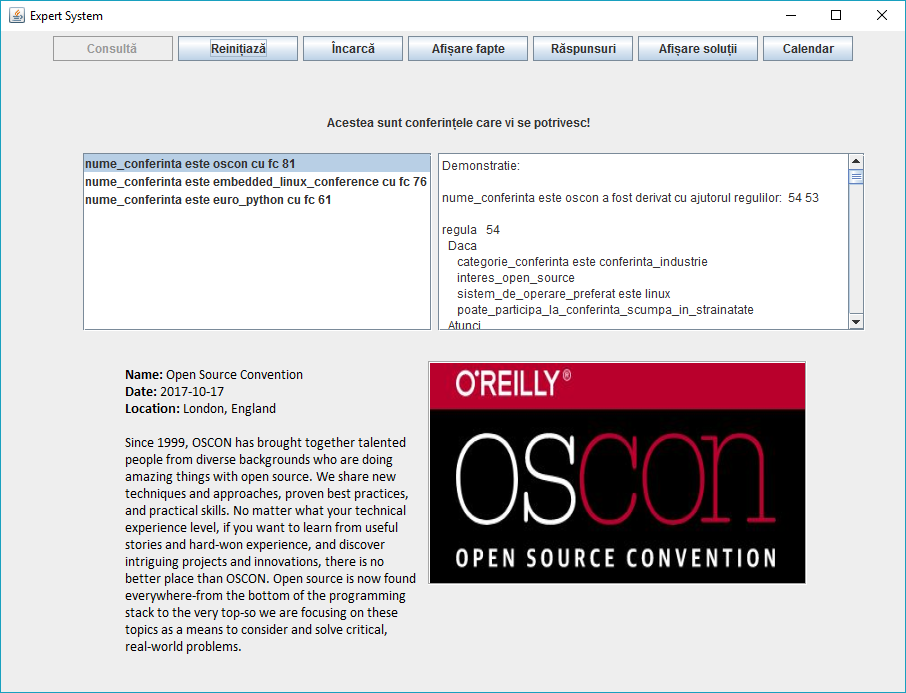 Expert System
Consultă
Reinițiază
Încarcă
Afișare fapte
Răspunsuri
Afișare soluții
Calendar
Acestea sunt conferințele care vi se potrivesc!
nume_conferinta este oscon cu fc 81
nume_conferinta este embedded_linux_conference cu fc 76
nume_conferinta este euro_python cu fc 61
Demonstratie:
nume_conferinta este oscon a fost derivat cu ajutorul regulilor:  54 53
regula   54
Daca
categorie_conferinta este conferinta_industrie
interes_open_source
sistem_de_operare_preferat este linux
poate_participa_la_conferinta_scumpa_in_strainatate
Atunci
Name: Open Source Convention
Date: 2017-10-17
Location: London, England
Since 1999, OSCON has brought together talented
people from diverse backgrounds who are doing
amazing things with open source. We share new
techniques and approaches, proven best practices,
and practical skills. No matter what your technical
experience level, if you want to learn from useful
stories and hard-won experience, and discover
intriguing projects and innovations, there is no
better place than OSCON. Open source is now found
everywhere-from the bottom of the programming
stack to the very top-so we are focusing on these
topics as a means to consider and solve critical,
real-world problems.
O'REILLY®
OSCON
OPEN SOURCE CONVENTION